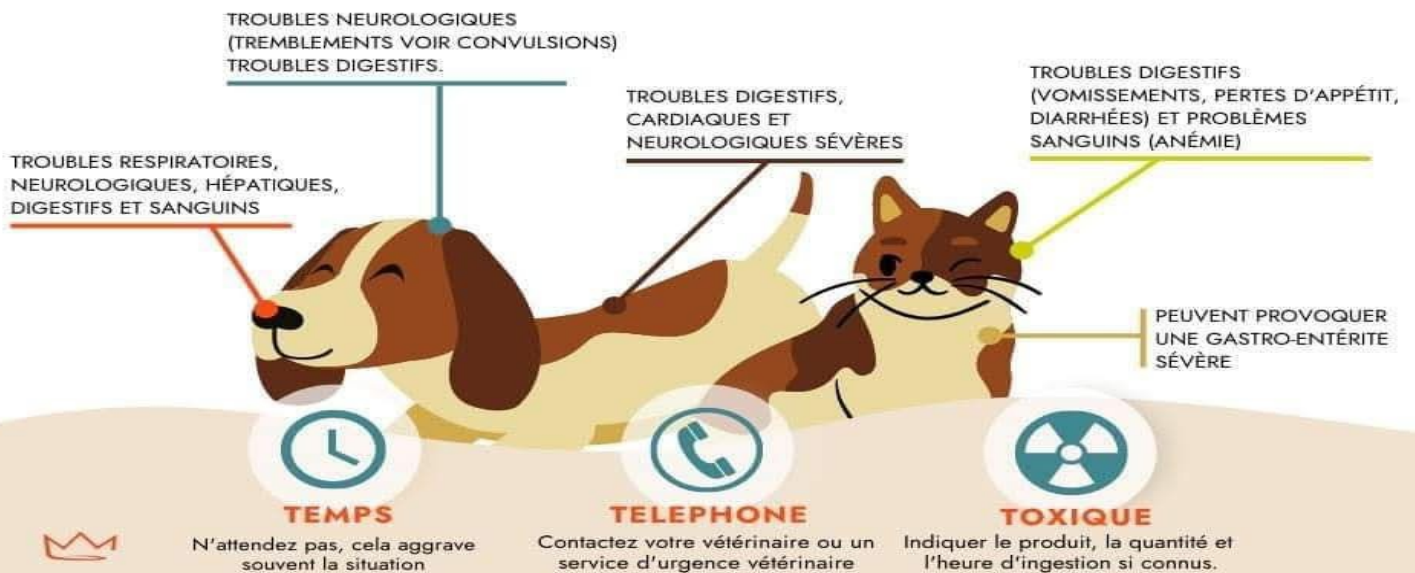 TROUBLES NEUROLOGIQUES
(TREMBLEMENTS VOIR CONVULSIONS)
TROUBLES DIGESTIFS.
TROUBLES RESPIRATOIRES,
NEUROLOGIQUES, HÉPATIQUES,
DIGESTIFS ET SANGUINS
TROUBLES DIGESTIFS,
CARDIAQUES ET
NEUROLOGIQUES SÉVÈRES
TROUBLES DIGESTIFS
(VOMISSEMENTS, PERTES D'APPÉTIT,
DIARRHÉES) ET PROBLÈMES
SANGUINS (ANÉMIE)
PEUVENT PROVOQUER
UNE GASTRO-ENTÉRITE
SÉVÈRE
TEMPS
N'attendez pas, cela aggrave
souvent la situation
TELEPHONE
Contactez votre vétérinaire ou un
service d'urgence vétérinaire
TOXIQUE
Indiquer le produit, la quantité et
l'heure d'ingestion si connus.